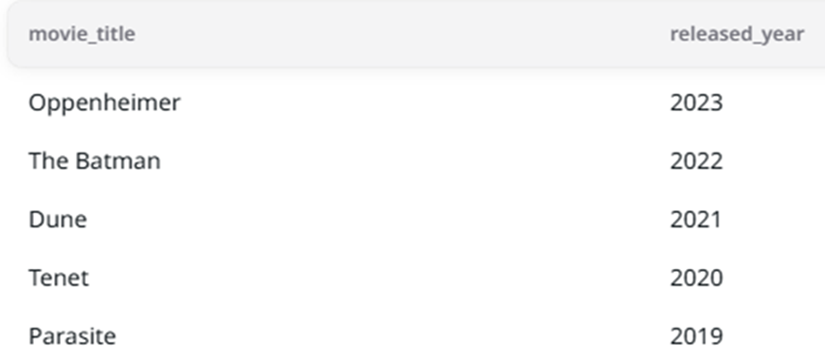 movie_title released_year
Oppenheimer 2023
The Batman 2022
Dune 2021
Tenet 2020
Parasite 2019